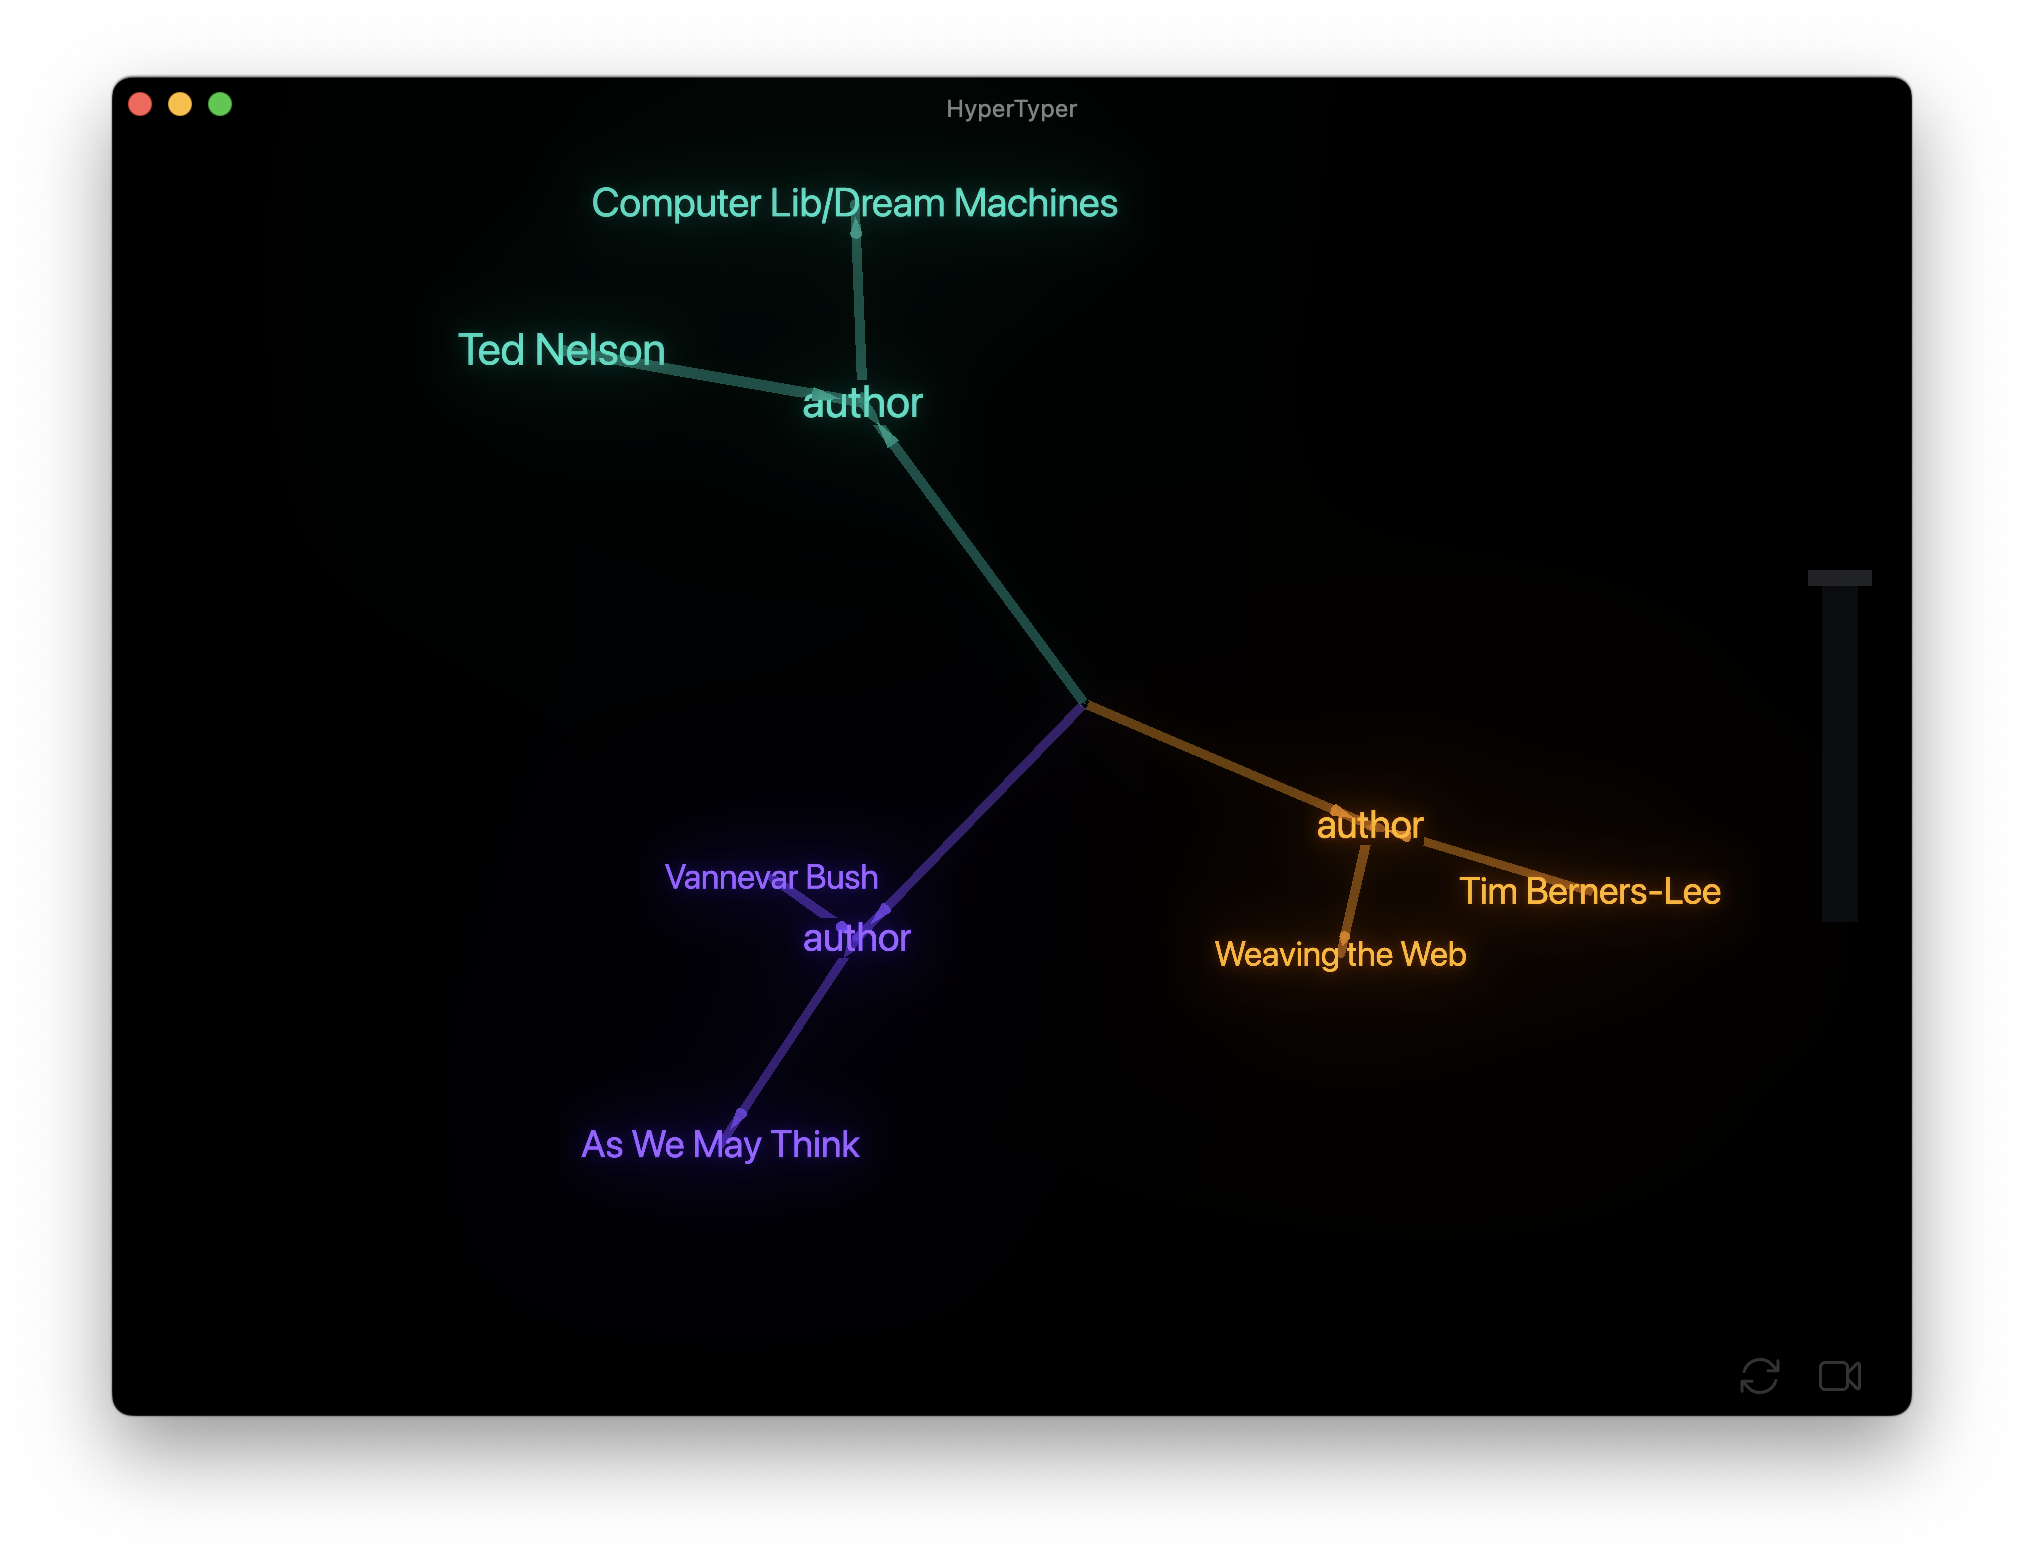 HyperTyper
Computer Lib/Dream Machines
Ted Nelson
author
author
Vannevar Bush
Tim Berners-Lee
author
Weaving the Web
As We May Think